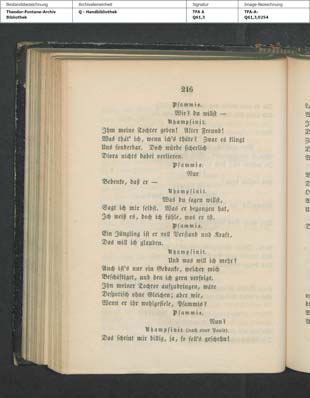 Bestandsbezeichnung Archiveinheit Signatur Image-Bezeichnung
Theodor-Fontane-Archiv Q - Handbibliothek TFA A TFA-A:
Bibliothek Q61,3 Q61,3,0254
246
Psammis.
Wie? du willst —
Rhampsinit.
Ihm meine Tochter geben! Alter Freund!
Was thät' ich, wenn ich's thäte? Zwar es klingt
Uns sonderbar. Doch würde sicherlich
Divra nichts dabei verlieren.
Psammis.
Nur
Bedenke, daß er —
Rhampsinit.
Was du sagen willst,
Sagt ich mir selbst. Was er begangen hat,
Ich weiß es, doch ich fühle, was er ist.
Psammis.
Ein Jüngling ist er voll Verstand und Kraft,
Das will ich glauben.
Rhampsinit.
Und was will ich mehr?
Auch ist's nur ein Gedanke, welcher mich
Beschäftiget, und den ich gern verfolge.
Ihn meiner Tochter aufzudringen, wäre
Despotisch ohne Gleichen; aber wie,
Wenn er ihr wohlgefiele, Psammis?
Psammis.
Nun?
Rhampsinit (nach einer Pause).
Das scheint mir billig, ja, so soll's geschehn!